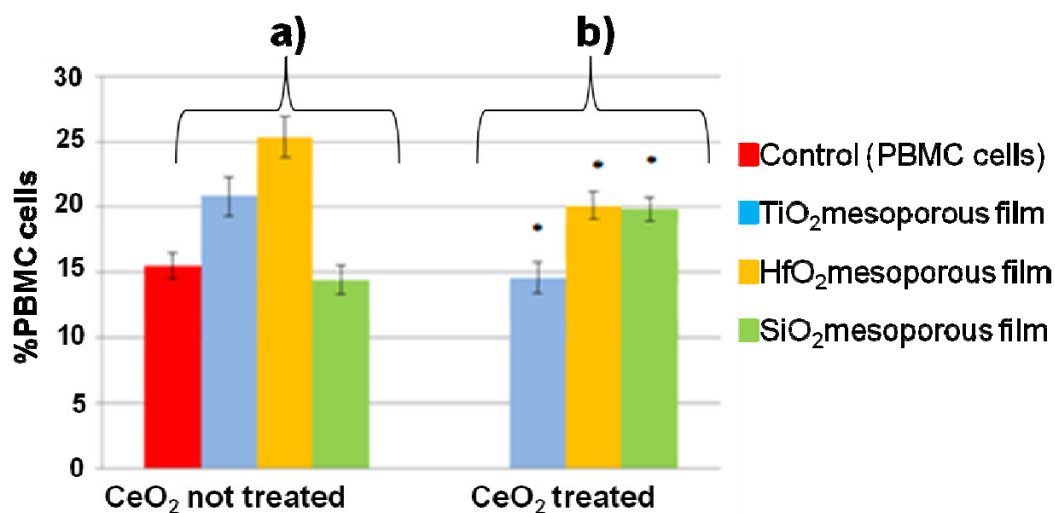 a)
b)
%PBMC cells
30
25
20
15
10
5
0
CeO₂ not treated
CeO₂ treated
Control (PBMC cells)
TiO₂mesoporous film
HfO₂mesoporous film
SiO₂mesoporous film